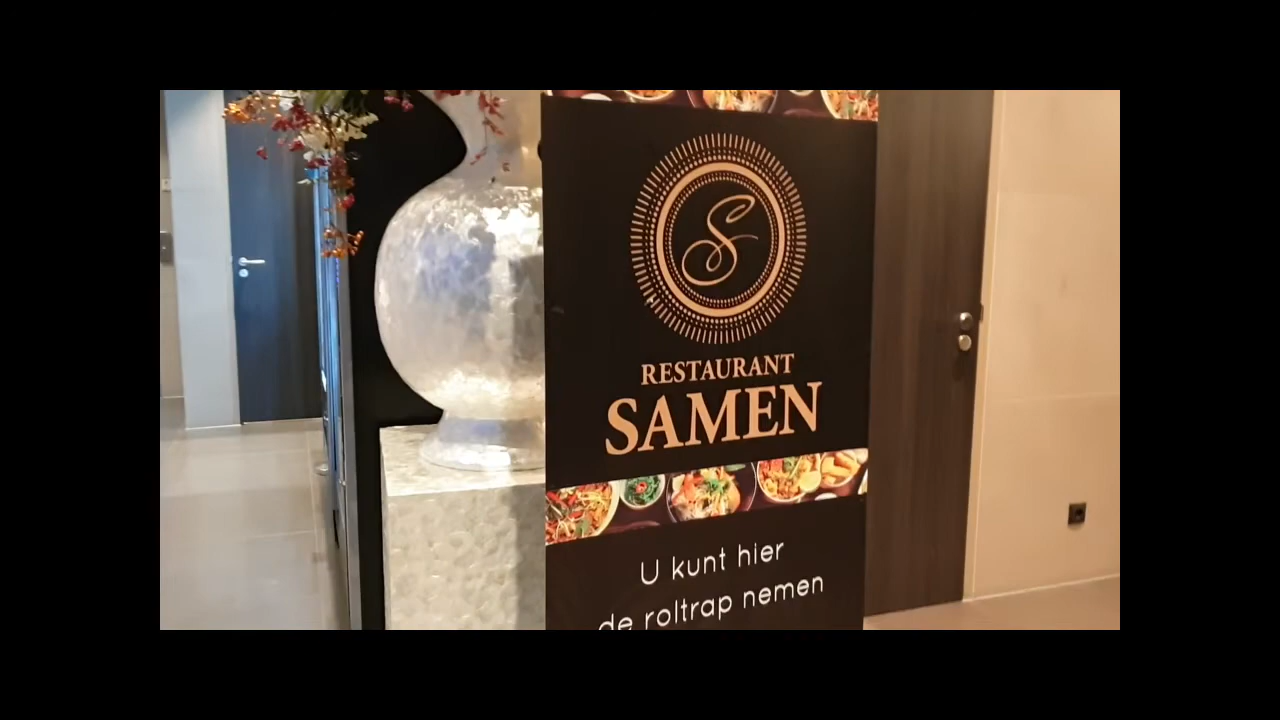 S
RESTAURANT
SAMEN
U kunt hier
de roltrap nemen